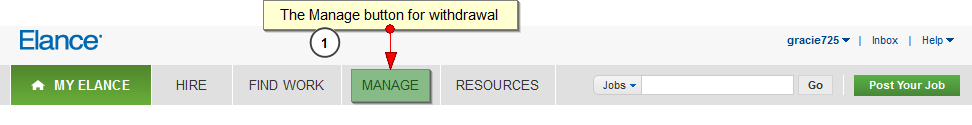 The Manage button for withdrawal
1
Elance
gracie725 | Inbox | Help
MY ELANCE HIRE FIND WORK MANAGE RESOURCES Jobs Go Post Your Job